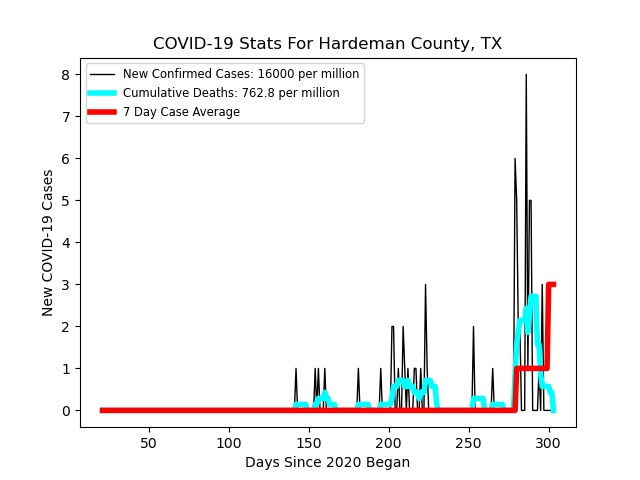 COVID-19 Stats For Hardeman County, TX
New Confirmed Cases: 16000 per million
Cumulative Deaths: 762.8 per million
7 Day Case Average
New COVID-19 Cases
8
7
6
5
4
3
2
1
0
50 100 150 200 250 300
Days Since 2020 Began